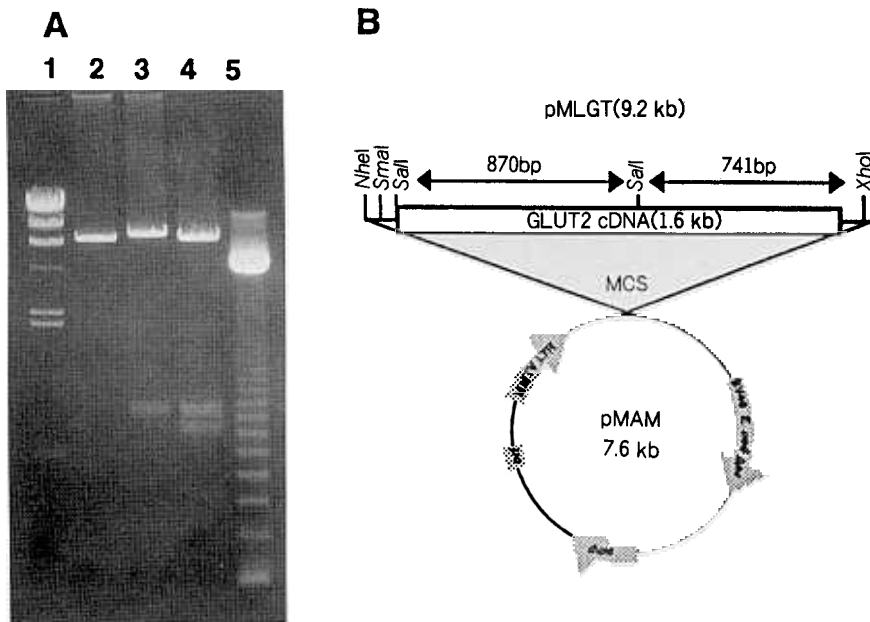 A
1 2 3 4 5
B
pMLGT(9.2 kb)
NheI
SmaI
SalI
870bp
SalI
741bp
XhoI
GLUT2 cDNA(1.6 kb)
MCS
pMAM
7.6 kb